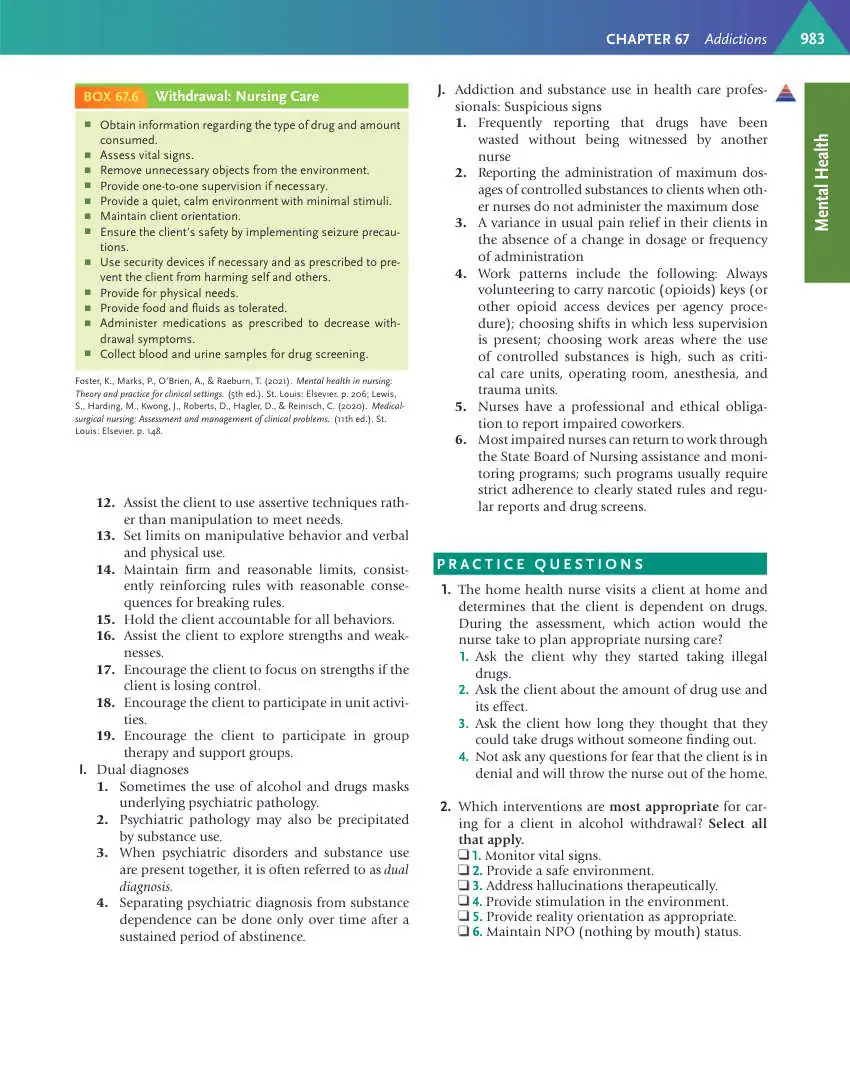 CHAPTER 67 Addictions 983
BOX 67.6 Withdrawal: Nursing Care
■ Obtain information regarding the type of drug and amount
consumed.
■ Assess vital signs.
■ Remove unnecessary objects from the environment.
■ Provide one-to-one supervision if necessary.
■ Provide a quiet, calm environment with minimal stimuli.
■ Maintain client orientation.
■ Ensure the client's safety by implementing seizure precau-
tions.
■ Use security devices if necessary and as prescribed to pre-
vent the client from harming self and others.
■ Provide for physical needs.
■ Provide food and fluids as tolerated.
■ Administer medications as prescribed to decrease with-
drawal symptoms.
■ Collect blood and urine samples for drug screening.
Foster, K., Marks, P., O'Brien, A., & Raeburn, T. (2021). Mental health in nursing:
Theory and practice for clinical settings. (5th ed.). St. Louis: Elsevier. p. 206; Lewis,
S., Harding, M., Kwong, J., Roberts, D., Hagler, D., & Reinisch, C. (2020). Medical-
surgical nursing: Assessment and management of clinical problems. (11th ed.). St.
Louis: Elsevier. p. 148.
12. Assist the client to use assertive techniques rath-
er than manipulation to meet needs.
13. Set limits on manipulative behavior and verbal
and physical use.
14. Maintain firm and reasonable limits, consist-
ently reinforcing rules with reasonable conse-
quences for breaking rules.
15. Hold the client accountable for all behaviors.
16. Assist the client to explore strengths and weak-
nesses.
17. Encourage the client to focus on strengths if the
client is losing control.
18. Encourage the client to participate in unit activi-
ties.
19. Encourage the client to participate in group
therapy and support groups.
I. Dual diagnoses
1. Sometimes the use of alcohol and drugs masks
underlying psychiatric pathology.
2. Psychiatric pathology may also be precipitated
by substance use.
3. When psychiatric disorders and substance use
are present together, it is often referred to as dual
diagnosis.
4. Separating psychiatric diagnosis from substance
dependence can be done only over time after a
sustained period of abstinence.
J. Addiction and substance use in health care profes-
sionals: Suspicious signs
1. Frequently reporting that drugs have been
wasted without being witnessed by another
nurse
2. Reporting the administration of maximum dos-
ages of controlled substances to clients when oth-
er nurses do not administer the maximum dose
3. A variance in usual pain relief in their clients in
the absence of a change in dosage or frequency
of administration
4. Work patterns include the following: Always
volunteering to carry narcotic (opioids) keys (or
other opioid access devices per agency proce-
dure); choosing shifts in which less supervision
is present; choosing work areas where the use
of controlled substances is high, such as criti-
cal care units, operating room, anesthesia, and
trauma units.
5. Nurses have a professional and ethical obliga-
tion to report impaired coworkers.
6. Most impaired nurses can return to work through
the State Board of Nursing assistance and moni-
toring programs; such programs usually require
strict adherence to clearly stated rules and regu-
lar reports and drug screens.
PRACTICE QUESTIONS
1. The home health nurse visits a client at home and
determines that the client is dependent on drugs.
During the assessment, which action would the
nurse take to plan appropriate nursing care?
1. Ask the client why they started taking illegal
drugs.
2. Ask the client about the amount of drug use and
its effect.
3. Ask the client how long they thought that they
could take drugs without someone finding out.
4. Not ask any questions for fear that the client is in
denial and will throw the nurse out of the home.
2. Which interventions are most appropriate for car-
ing for a client in alcohol withdrawal? Select all
that apply.
❑ 1. Monitor vital signs.
❑ 2. Provide a safe environment.
❑ 3. Address hallucinations therapeutically.
❑ 4. Provide stimulation in the environment.
❑ 5. Provide reality orientation as appropriate.
❑ 6. Maintain NPO (nothing by mouth) status.
Mental Health